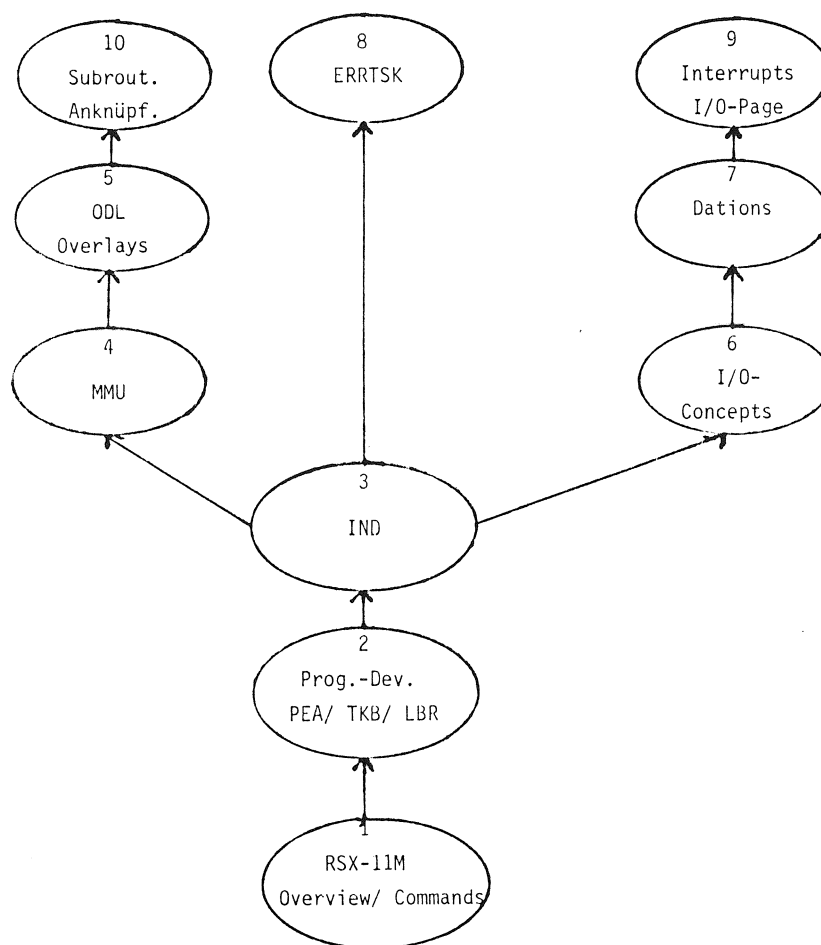 10
Subrout.
Anknüpf.
8
ERRTSK
9
Interrupts
I/O-Page
5
ODL
Overlays
7
Dations
4
MMU
6
I/O-
Concepts
3
IND
2
Prog.-Dev.
PEA/ TKB/ LBR
1
RSX-11M
Overview/ Commands